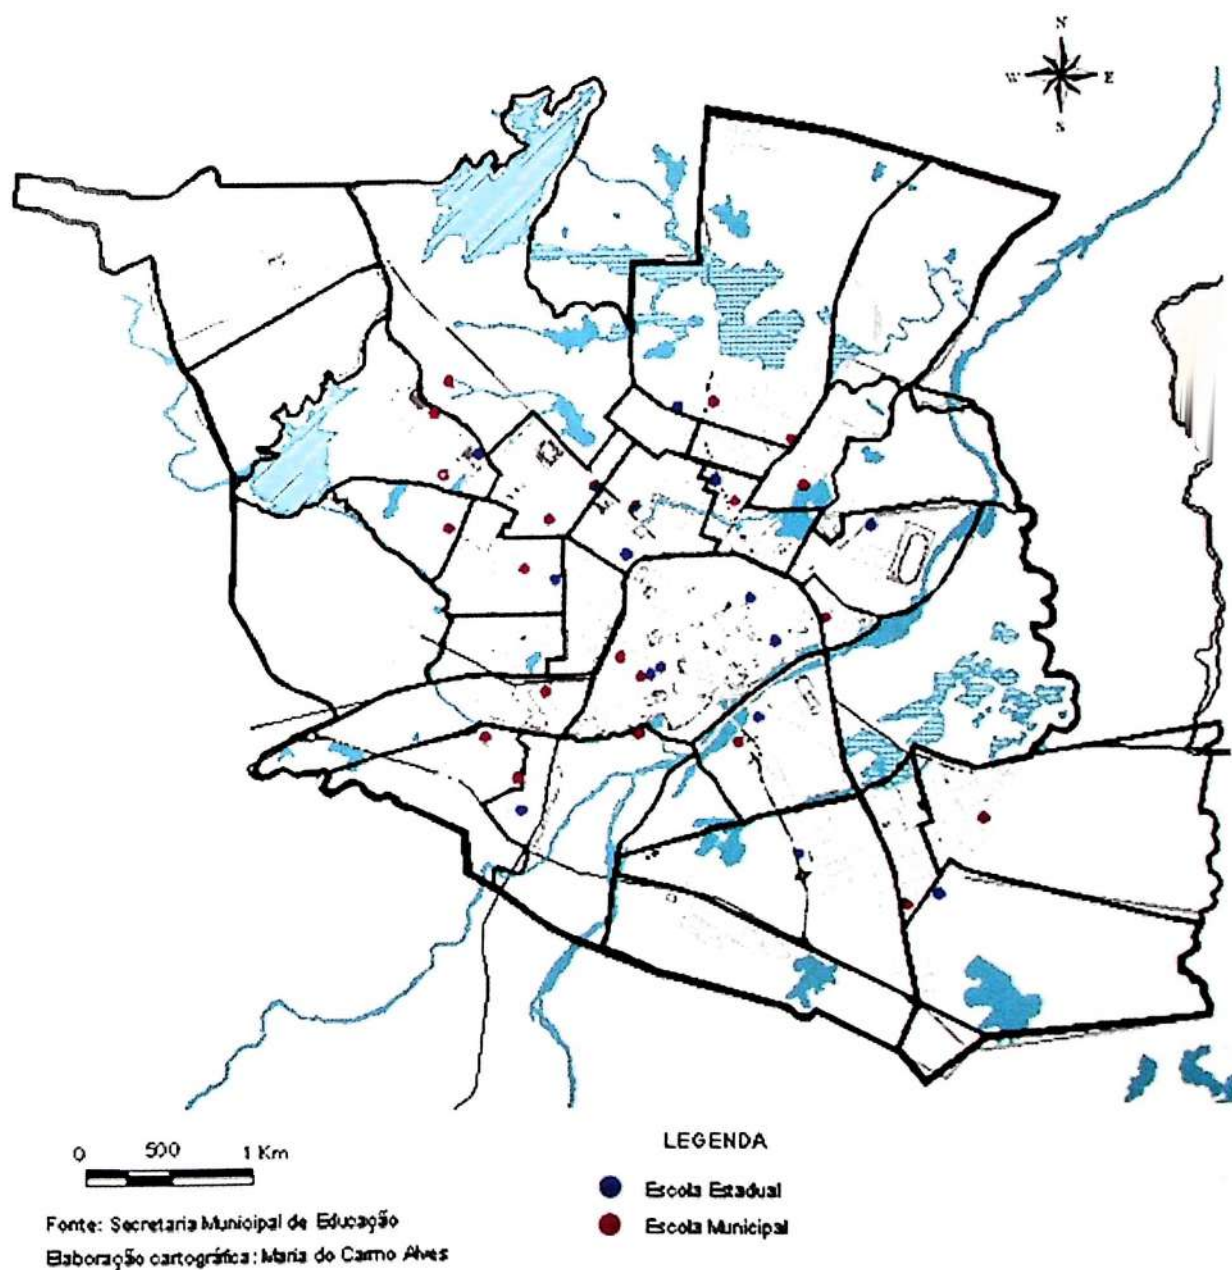 N
W E
S
0 500 1 Km
LEGENDA
Escola Estadual
Escola Municipal
Fonte: Secretaria Municipal de Educação
Elaboração cartográfica: Maria do Carmo Alves